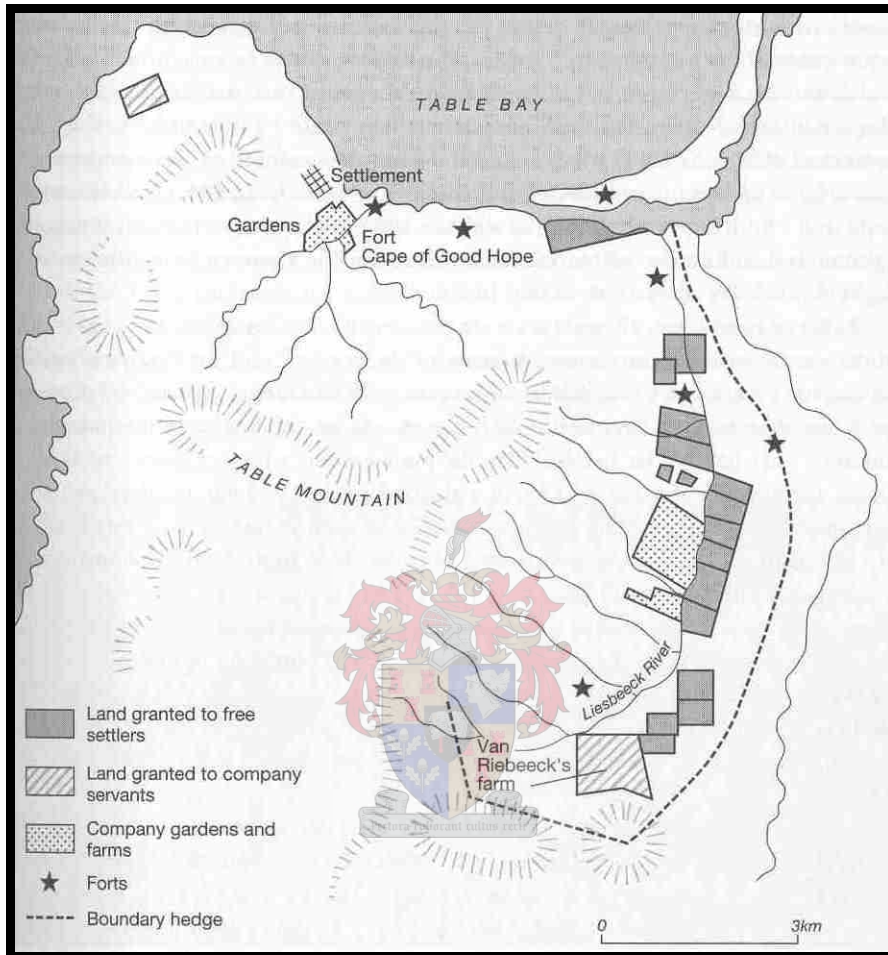 TABLE BAY
Settlement
Gardens
Fort
Cape of Good Hope
TABLE MOUNTAIN
Liesbeeck River
Van
Riebeeck's
farm
Land granted to free
settlers
Land granted to company
servants
Company gardens and
farms
Forts
Boundary hedge
0 3km